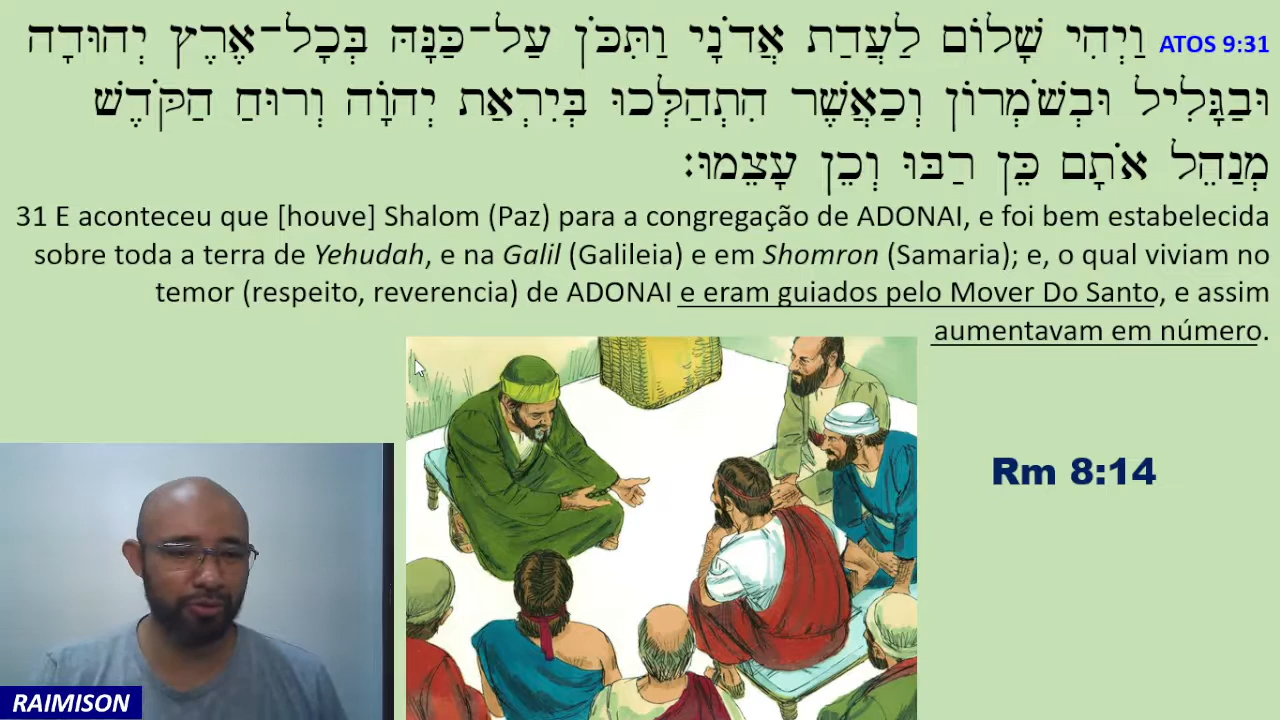 ATOS 9:31 וַיְהִי שָׁלוֹם לַעֲדַת אֲדֹנָי וַתִּכֹּן עַל־כַּנָּהּ בְּכָל־אֶרֶץ יְהוּדָה
וּבַגָּלִיל וּבְשֹׁמְרוֹן וְכַאֲשֶׁר הִתְהַלְּכוּ בְּיִרְאַת יְהוָֹה וְרוּחַ הַקֹּדֶשׁ
מְנַהֵל אֹתָם כֵּן רַבּוּ וְכֵן עָצֵמוּ׃
31 E aconteceu que [houve] Shalom (Paz) para a congregação de ADONAI, e foi bem estabelecida
sobre toda a terra de Yehudah, e na Galil (Galileia) e em Shomron (Samaria); e, o qual viviam no
temor (respeito, reverencia) de ADONAI e eram guiados pelo Mover Do Santo, e assim
aumentavam em número.
Rm 8:14
RAIMISON